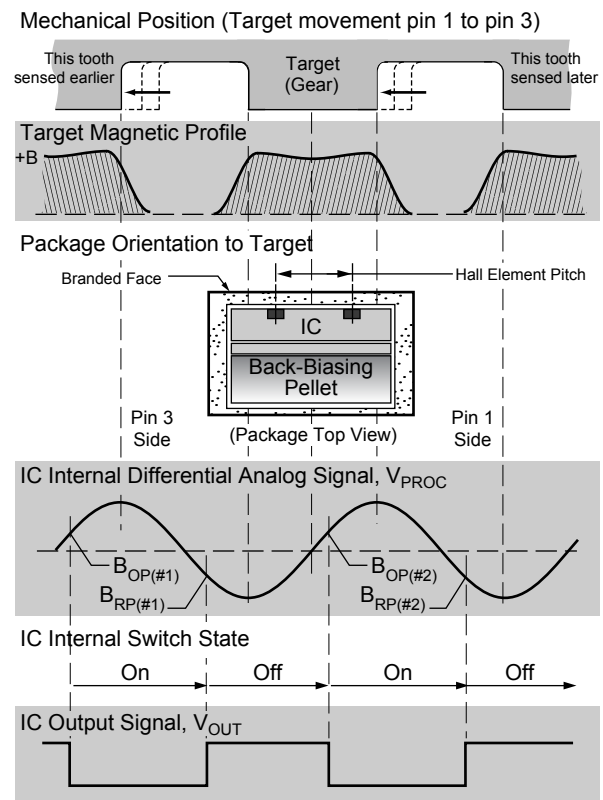 Mechanical Position (Target movement pin 1 to pin 3)
This tooth
sensed earlier
Target
(Gear)
This tooth
sensed later
Target Magnetic Profile
+B
Package Orientation to Target
Branded Face
Hall Element Pitch
IC
Back-Biasing
Pellet
Pin 3
Side
(Package Top View)
Pin 1
Side
IC Internal Differential Analog Signal, VPROC
BOP(#1)
BRP(#1)
BOP(#2)
BRP(#2)
IC Internal Switch State
On Off On Off
IC Output Signal, VOUT